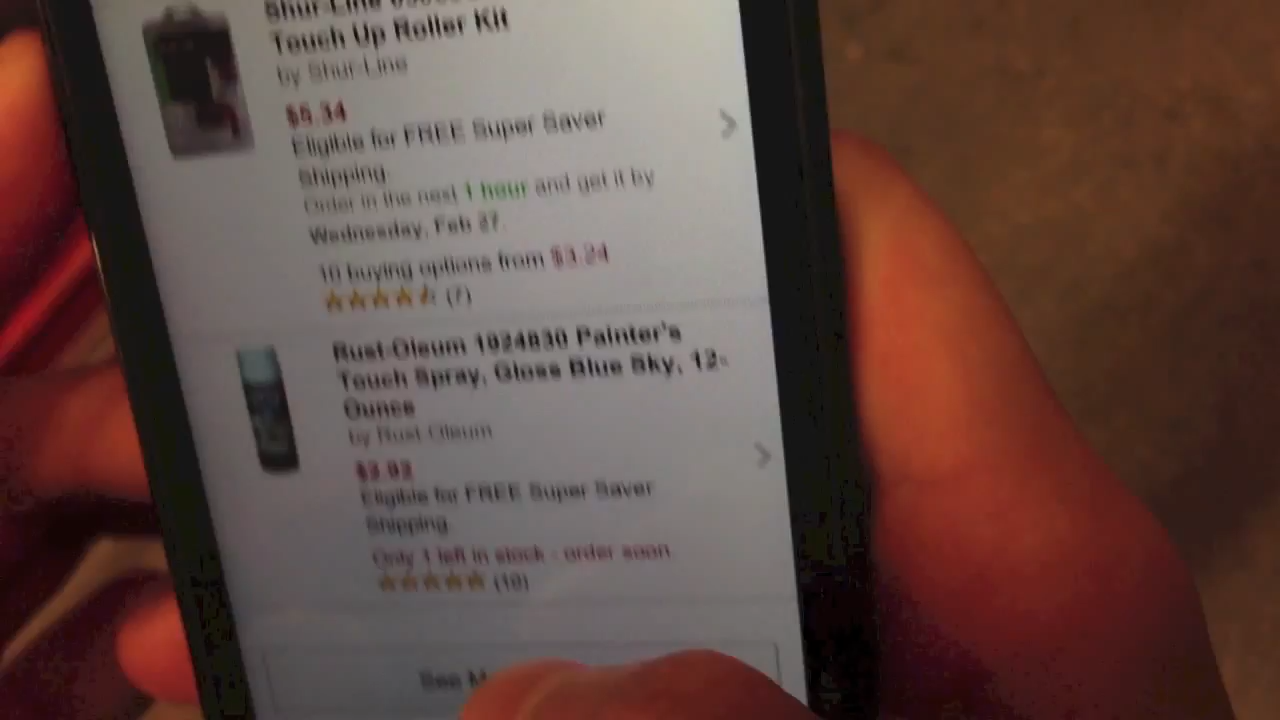 Shur-Line
Touch Up Roller Kit
by Shur-Line
$5.34
Eligible for FREE Super Saver
Shipping.
Order in the next 1 hour and get it by
Wednesday, Feb 27.
10 buying options from $3.24
(7)
Rust-Oleum 1924830 Painter's
Touch Spray, Gloss Blue Sky, 12-
Ounce
by Rust-Oleum
Eligible for FREE Super Saver
Shipping.
Only 1 left in stock - order soon.
See